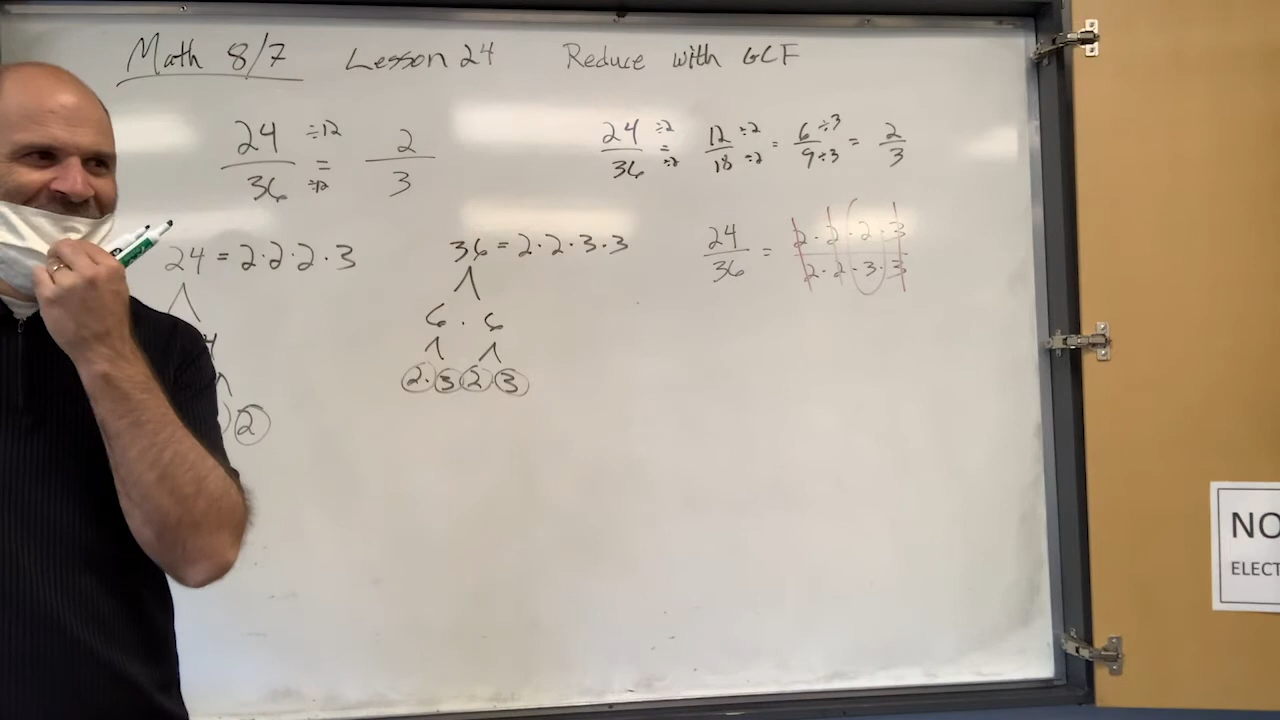 Math 8/7 Lesson 24 Reduce with GCF
24/36 ÷12/÷12 = 2/3
24/36 ÷2/÷2 = 12/18 ÷2/÷2 = 6/9 ÷3/÷3 = 2/3
24 = 2·2·2·3
36 = 2·2·3·3
6 · 6
2 · 3 2 3
2
24/36 = 2·2·2·3/2·2·3·3
NO
ELECT